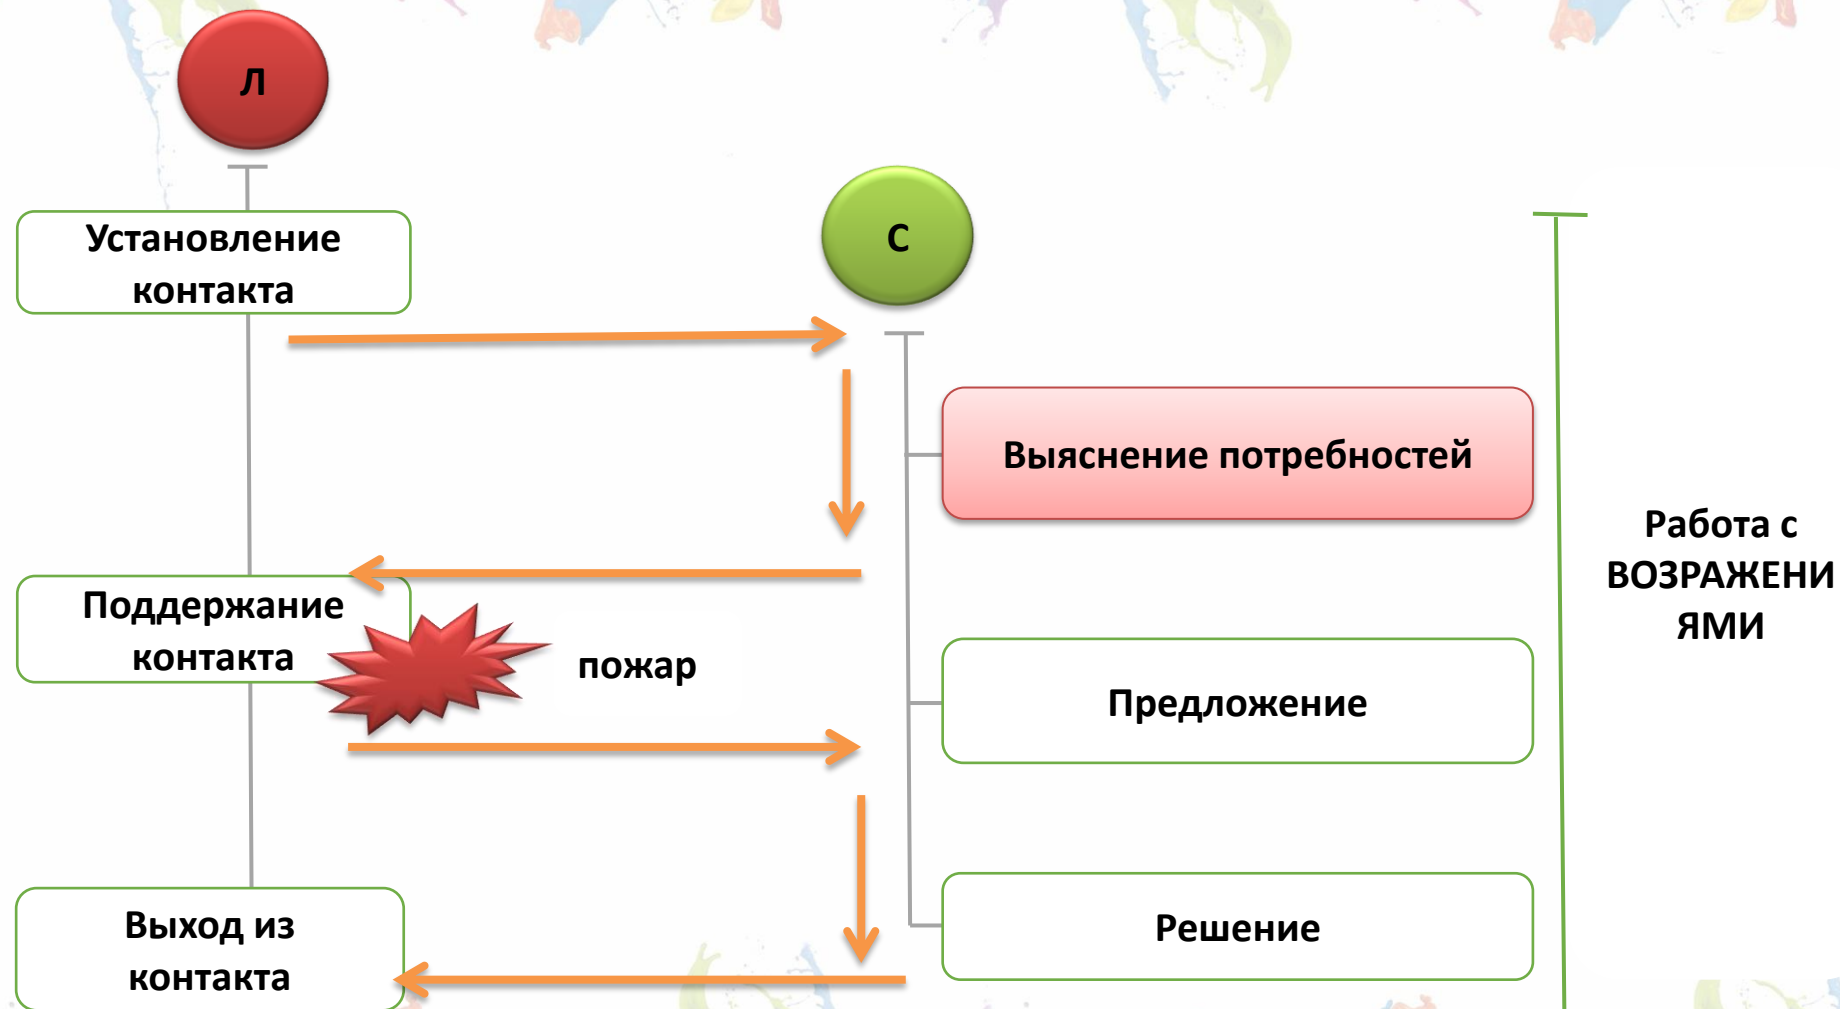 Л
С
Установление
контакта
Выяснение потребностей
Работа с
ВОЗРАЖЕНИ
ЯМИ
Поддержание
контакта
пожар
Предложение
Выход из
контакта
Решение